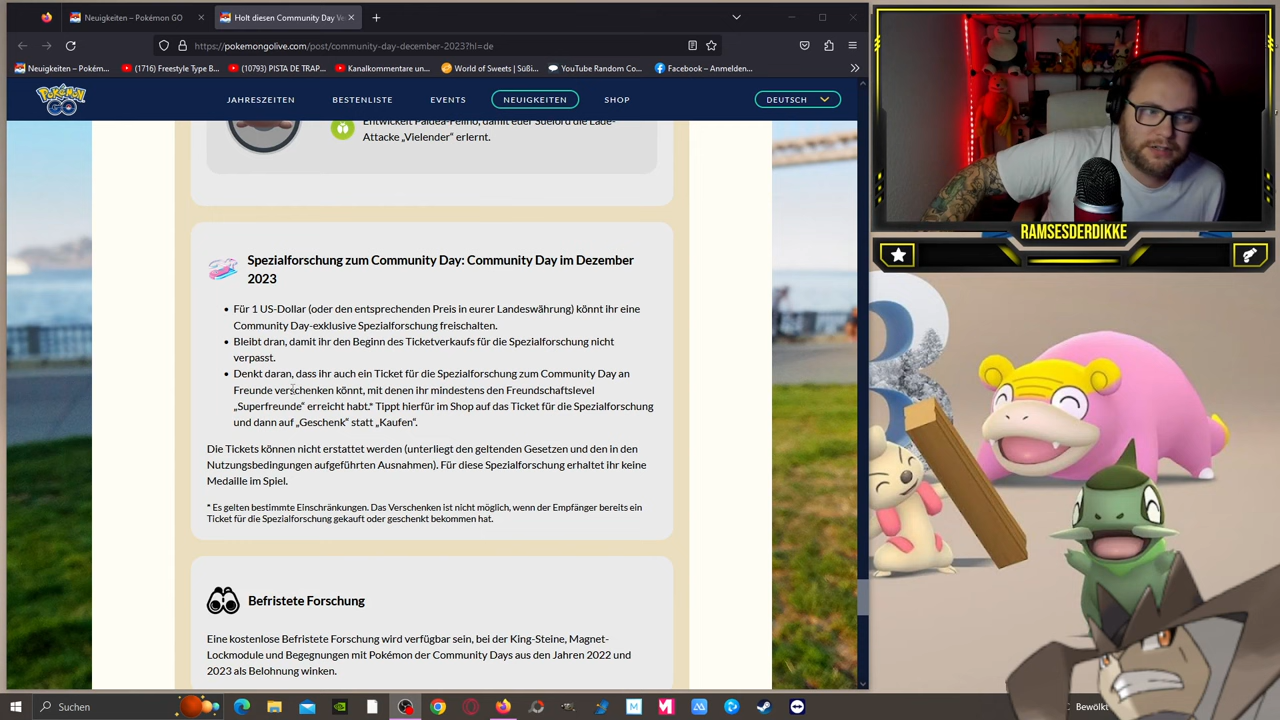 Neuigkeiten – Pokémon GO
Holt diesen Community Day Ve
https://pokemongolive.com/post/community-day-december-2023?hl=de
Neuigkeiten – Pokém...
(1716) Freestyle Type B...
(10793) PISTA DE TRAP...
Kanalkommentare un...
World of Sweets | Süßi...
YouTube Random Co...
Facebook – Anmelden...
POKÉMON GO
JAHRESZEITEN
BESTENLISTE
EVENTS
NEUIGKEITEN
SHOP
DEUTSCH
Entwickelt Paldea-Felino, damit euer Suelord die Lade-
Attacke „Vielender“ erlernt.
Spezialforschung zum Community Day: Community Day im Dezember
2023
• Für 1 US-Dollar (oder den entsprechenden Preis in eurer Landeswährung) könnt ihr eine
Community Day-exklusive Spezialforschung freischalten.
• Bleibt dran, damit ihr den Beginn des Ticketverkaufs für die Spezialforschung nicht
verpasst.
• Denkt daran, dass ihr auch ein Ticket für die Spezialforschung zum Community Day an
Freunde verschenken könnt, mit denen ihr mindestens den Freundschaftslevel
„Superfreunde“ erreicht habt.* Tippt hierfür im Shop auf das Ticket für die Spezialforschung
und dann auf „Geschenk“ statt „Kaufen“.
Die Tickets können nicht erstattet werden (unterliegt den geltenden Gesetzen und den in den
Nutzungsbedingungen aufgeführten Ausnahmen). Für diese Spezialforschung erhaltet ihr keine
Medaille im Spiel.
* Es gelten bestimmte Einschränkungen. Das Verschenken ist nicht möglich, wenn der Empfänger bereits ein
Ticket für die Spezialforschung gekauft oder geschenkt bekommen hat.
Befristete Forschung
Eine kostenlose Befristete Forschung wird verfügbar sein, bei der King-Steine, Magnet-
Lockmodule und Begegnungen mit Pokémon der Community Days aus den Jahren 2022 und
2023 als Belohnung winken.
RAMSESDERDIKKE
Suchen
Bewölkt